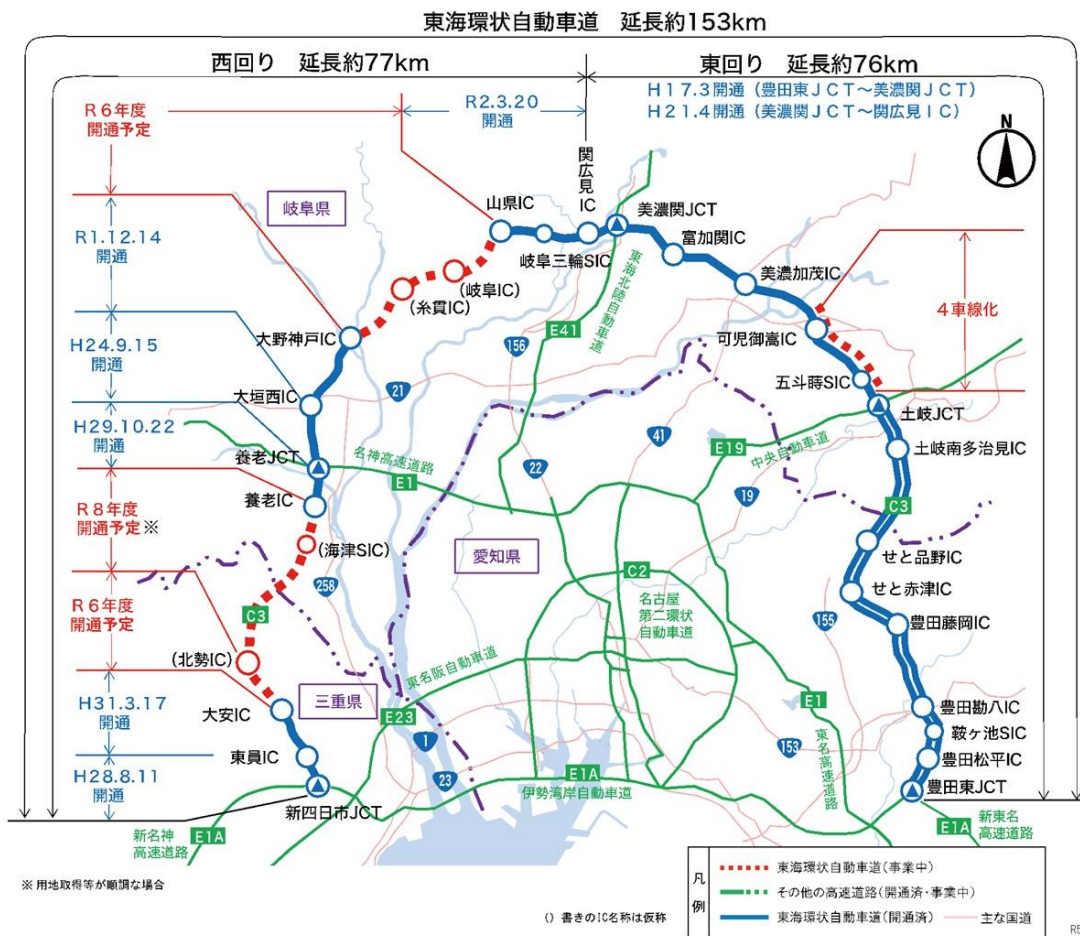 東海環状自動車道 延長約153km
西回り 延長約77km
東回り 延長約76km
H17.3開通（豊田東JCT～美濃関JCT）
H21.4開通（美濃関JCT～関広見IC）
R6年度
開通予定
R2.3.20
開通
N
関広見IC
岐阜県
山県IC
美濃関JCT
富加関IC
岐阜三輪SIC
R1.12.14
開通
(岐阜IC)
(糸貫IC)
東海北陸自動車道
美濃加茂IC
4車線化
E41
156
大野神戸IC
可児御嵩IC
H24.9.15
開通
五斗蒔SIC
21
大垣西IC
土岐JCT
H29.10.22
開通
41
E19
中央自動車道
土岐南多治見IC
養老JCT
名神高速道路
E1
22
19
養老IC
C3
R8年度
開通予定※
(海津SIC)
愛知県
せと品野IC
258
C2
せと赤津IC
R6年度
開通予定
C3
名古屋
第二環状
自動車道
155
豊田藤岡IC
(北勢IC)
東名阪自動車道
三重県
H31.3.17
開通
大安IC
E23
E1
豊田勘八IC
鞍ヶ池SIC
1
153
東名高速道路
東員IC
豊田松平IC
H28.8.11
開通
23
E1A
伊勢湾岸自動車道
豊田東JCT
新四日市JCT
新名神
高速道路
E1A
E1A
新東名
高速道路
※ 用地取得等が順調な場合
() 書きのIC名称は仮称
凡例
東海環状自動車道(事業中)
その他の高速道路(開通済・事業中)
東海環状自動車道(開通済)
主な国道
R5